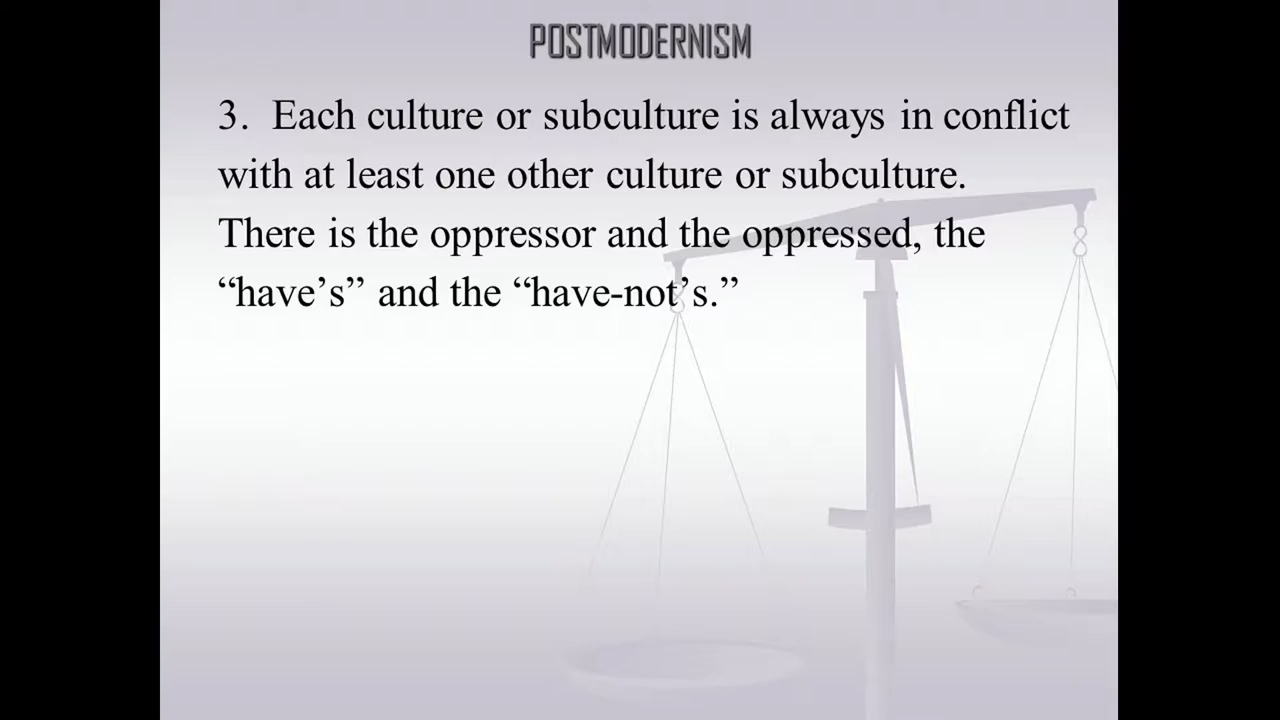 POSTMODERNISM
3. Each culture or subculture is always in conflict
with at least one other culture or subculture.
There is the oppressor and the oppressed, the
“have’s” and the “have-not’s.”